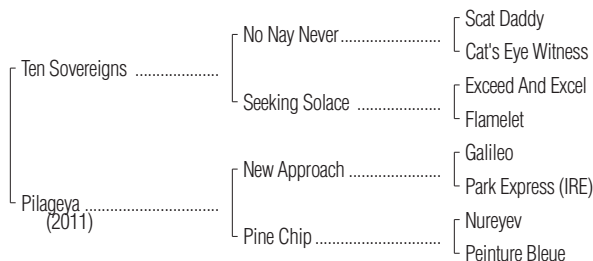 Scat Daddy
No Nay Never
Cat's Eye Witness
Ten Sovereigns
Exceed And Excel
Seeking Solace
Flamelet
Galileo
New Approach
Park Express (IRE)
Pilageya
(2011)
Nureyev
Pine Chip
Peinture Bleue